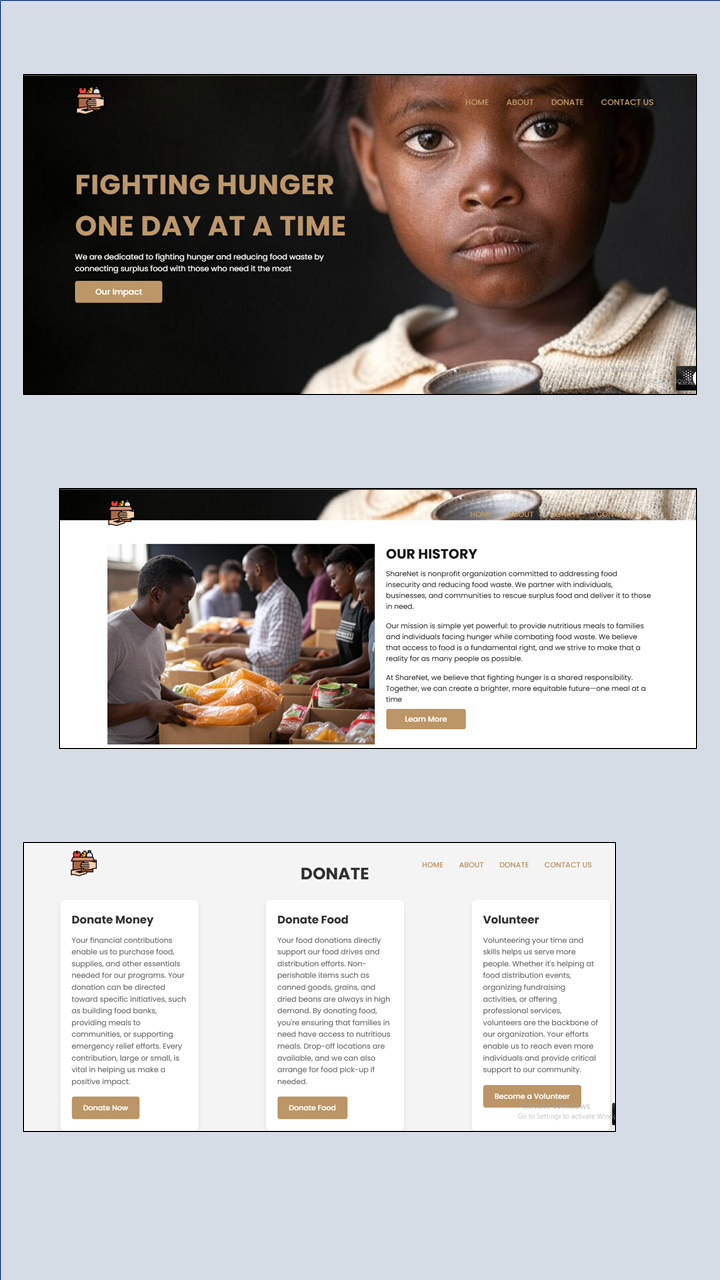 HOME ABOUT DONATE CONTACT US
FIGHTING HUNGER
ONE DAY AT A TIME
We are dedicated to fighting hunger and reducing food waste by
connecting surplus food with those who need it the most
Our Impact
HOME ABOUT DONATE
OUR HISTORY
ShareNet is nonprofit organization committed to addressing food
insecurity and reducing food waste. We partner with individuals,
businesses, and communities to rescue surplus food and deliver it to those
in need.
Our mission is simple yet powerful: to provide nutritious meals to families
and individuals facing hunger while combating food waste. We believe
that access to food is a fundamental right, and we strive to make that a
reality for as many people as possible.
At ShareNet, we believe that fighting hunger is a shared responsibility.
Together, we can create a brighter, more equitable future—one meal at a
time
Learn More
HOME ABOUT DONATE CONTACT US
DONATE
Donate Money
Your financial contributions
enable us to purchase food,
supplies, and other essentials
needed for our programs. Your
donation can be directed
toward specific initiatives, such
as building food banks,
providing meals to
communities, or supporting
emergency relief efforts. Every
contribution, large or small, is
vital in helping us make a
positive impact.
Donate Now
Donate Food
Your food donations directly
support our food drives and
distribution efforts. Non-
perishable items such as
canned goods, grains, and
dried beans are always in high
demand. By donating food,
you're ensuring that families in
need have access to nutritious
meals. Drop-off locations are
available, and we can also
arrange for food pick-up if
needed.
Donate Food
Volunteer
Volunteering your time and
skills helps us serve more
people. Whether it's helping at
food distribution events,
organizing fundraising
activities, or offering
professional services,
volunteers are the backbone of
our organization. Your efforts
enable us to reach even more
individuals and provide critical
support to our community.
Become a Volunteer
Go to Settings to activate